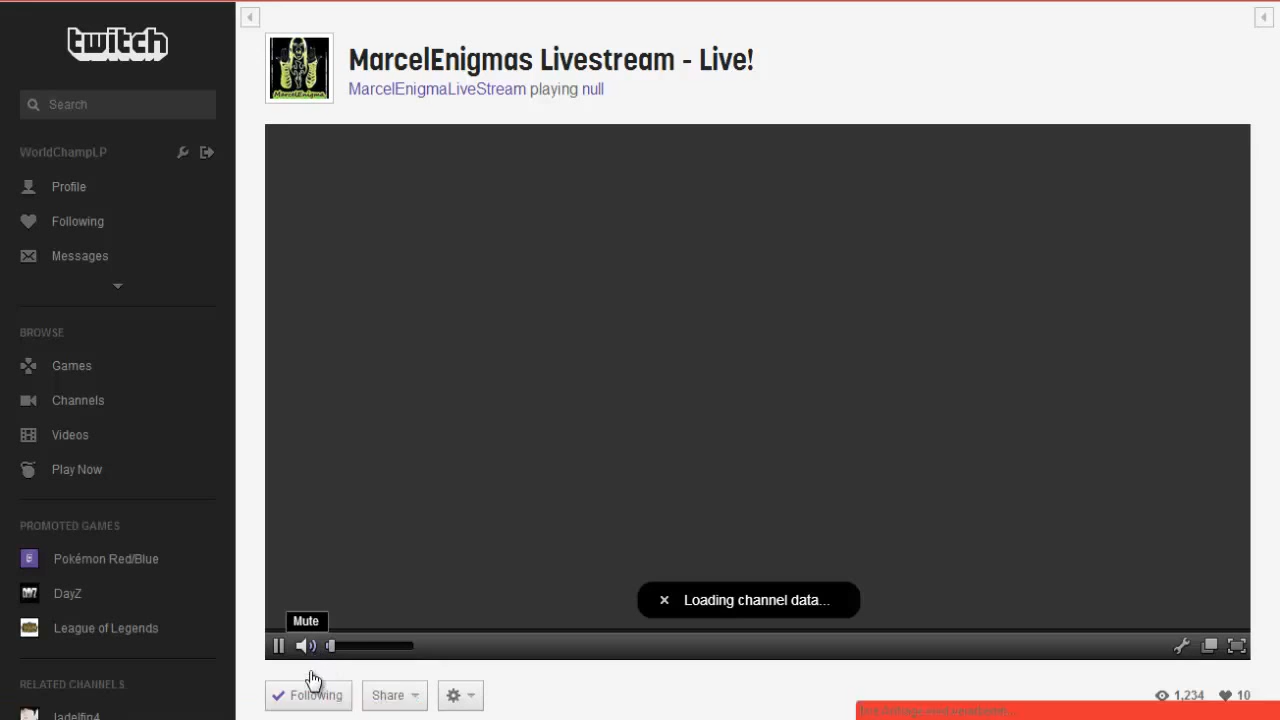 twitch
Search
WorldChampLP
Profile
Following
Messages
BROWSE
Games
Channels
Videos
Play Now
PROMOTED GAMES
Pokémon Red/Blue
DayZ
League of Legends
RELATED CHANNELS
MarcelEnigmas Livestream - Live!
MarcelEnigmaLiveStream playing null
MarcelEnigma
Loading channel data...
Mute
Following
Share
1,234
10